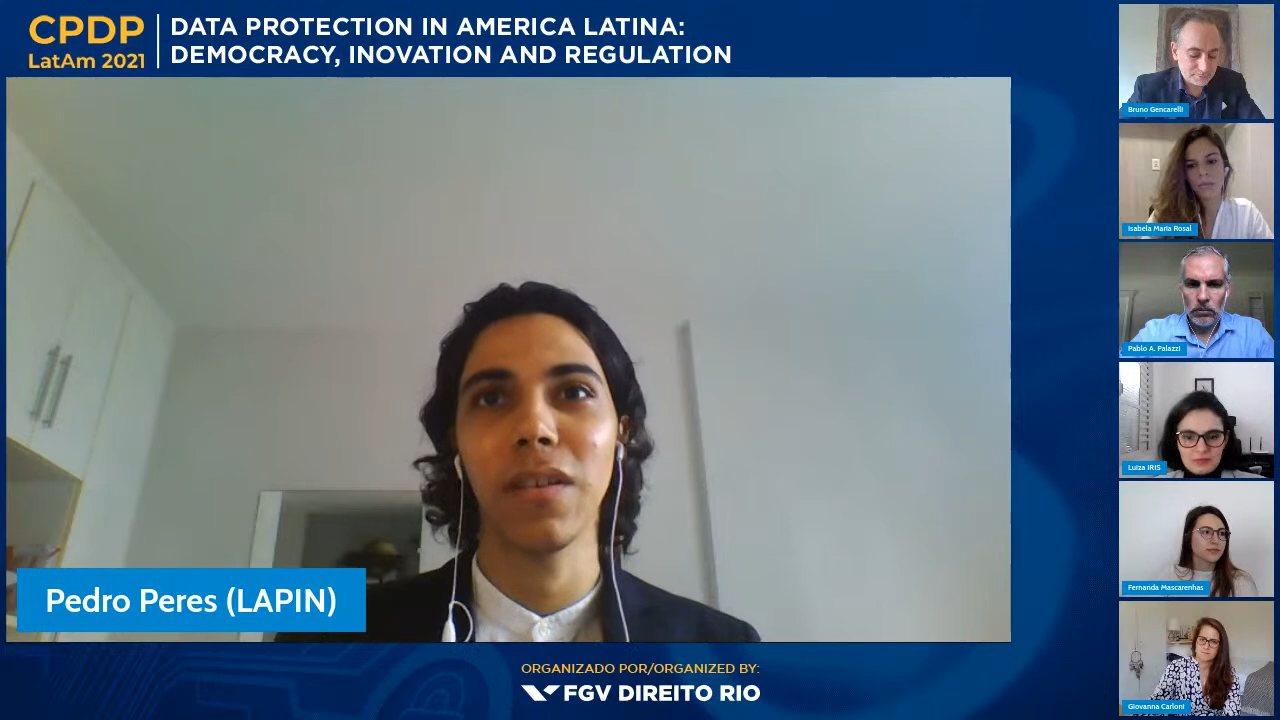 CPDP
LatAm 2021
DATA PROTECTION IN AMERICA LATINA:
DEMOCRACY, INOVATION AND REGULATION
Bruno Gencarelli
Isabela Maria Rosal
Pablo A. Palazzi
Luiza IRIS
Fernanda Mascarenhas
Giovanna Carloni
Pedro Peres (LAPIN)
ORGANIZADO POR/ORGANIZED BY:
FGV DIREITO RIO